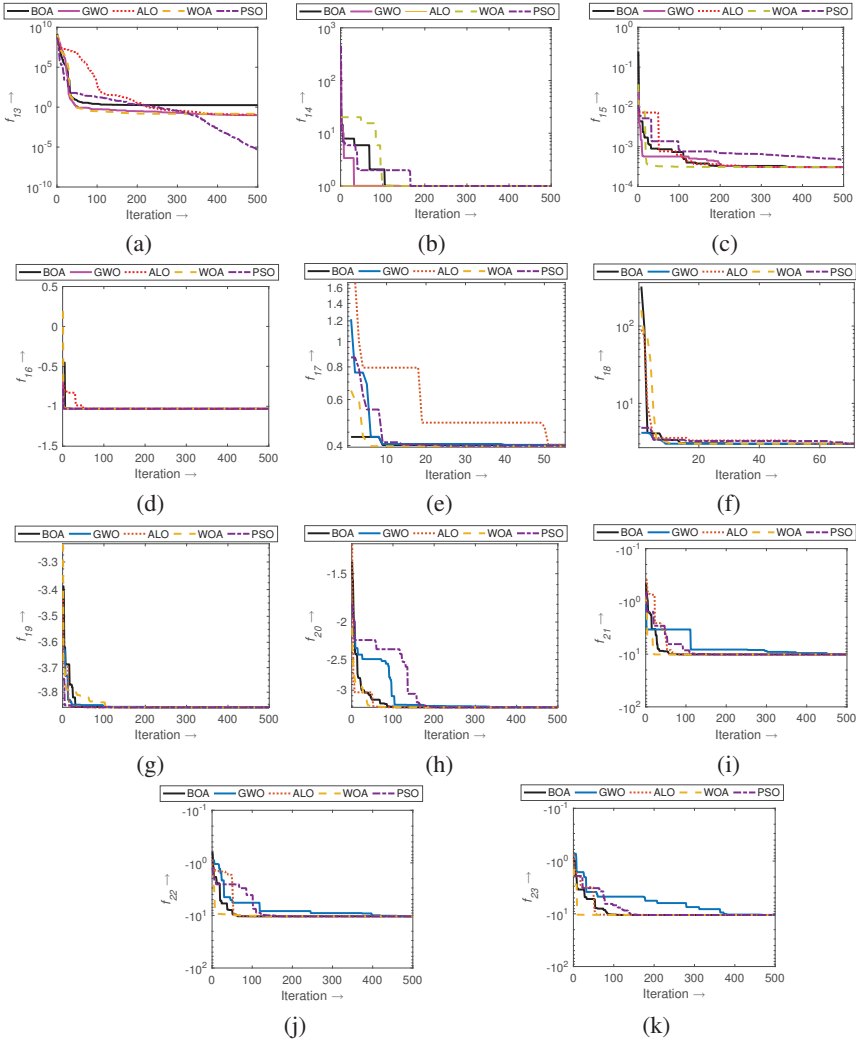 BOA GWO ALO WOA PSO
10^10
10^5
10^0
10^-5
10^-10
f_13 →
0 100 200 300 400 500
Iteration →
(a)
BOA GWO ALO WOA PSO
10^3
10^2
10^1
10^0
f_14 →
0 100 200 300 400 500
Iteration →
(b)
BOA GWO ALO WOA PSO
10^0
10^-1
10^-2
10^-3
10^-4
f_15 →
0 100 200 300 400 500
Iteration →
(c)
BOA GWO ALO WOA PSO
0.5
0
-0.5
-1
-1.5
f_16 →
0 100 200 300 400 500
Iteration →
(d)
BOA GWO ALO WOA PSO
1.6
1.4
1.2
1
0.8
0.6
0.4
f_17 →
10 20 30 40 50
Iteration →
(e)
BOA GWO ALO WOA PSO
10^2
10^1
f_18 →
20 40 60
Iteration →
(f)
BOA GWO ALO WOA PSO
-3.3
-3.4
-3.5
-3.6
-3.7
-3.8
f_19 →
0 100 200 300 400 500
Iteration →
(g)
BOA GWO ALO WOA PSO
-1.5
-2
-2.5
-3
f_20 →
0 100 200 300 400 500
Iteration →
(h)
BOA GWO ALO WOA PSO
-10^-1
-10^0
-10^1
-10^2
f_21 →
0 100 200 300 400 500
Iteration →
(i)
BOA GWO ALO WOA PSO
-10^-1
-10^0
-10^1
-10^2
f_22 →
0 100 200 300 400 500
Iteration →
(j)
BOA GWO ALO WOA PSO
-10^-1
-10^0
-10^1
-10^2
f_23 →
0 100 200 300 400 500
Iteration →
(k)